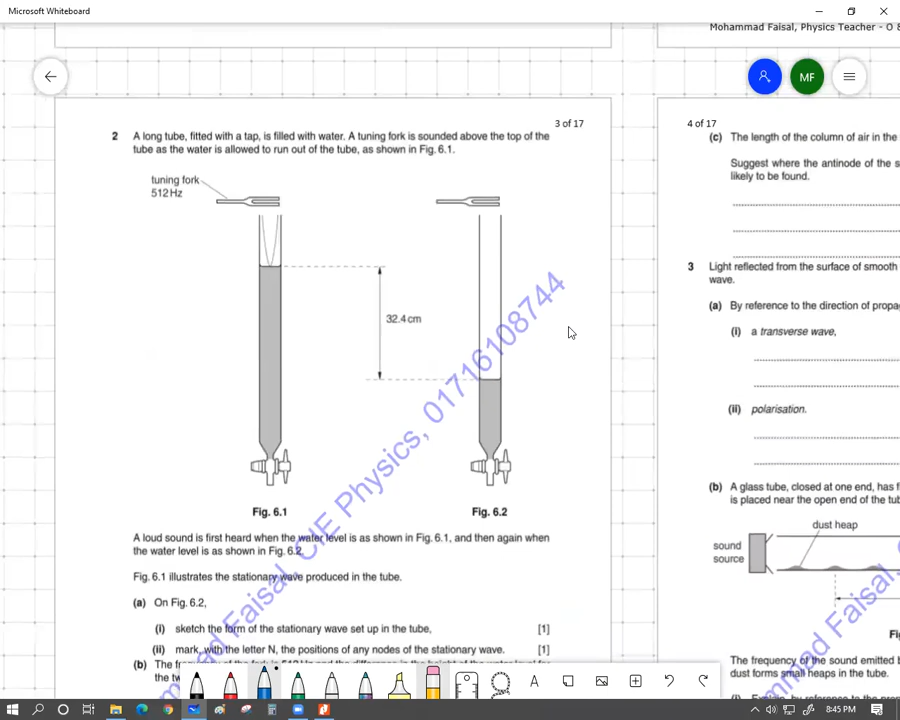 Microsoft Whiteboard
Mohammad Faisal, Physics Teacher - O &
MF
3 of 17
2 A long tube, fitted with a tap, is filled with water. A tuning fork is sounded above the top of the
tube as the water is allowed to run out of the tube, as shown in Fig. 6.1.
tuning fork
512 Hz
32.4 cm
Fig. 6.1
Fig. 6.2
A loud sound is first heard when the water level is as shown in Fig. 6.1, and then again when
the water level is as shown in Fig. 6.2.
Fig. 6.1 illustrates the stationary wave produced in the tube.
(a) On Fig. 6.2,
(i) sketch the form of the stationary wave set up in the tube, [1]
(ii) mark, with the letter N, the positions of any nodes of the stationary wave. [1]
(b) The
the tw
Mohammad Faisal, CIE Physics, 01716108744
4 of 17
(c) The length of the column of air in the
Suggest where the antinode of the s
likely to be found.
3 Light reflected from the surface of smooth
wave.
(a) By reference to the direction of propa
(i) a transverse wave,
(ii) polarisation.
(b) A glass tube, closed at one end, has f
is placed near the open end of the tub
dust heap
sound
source
The frequency of the sound emitted b
dust forms small heaps in the tube.
8:45 PM